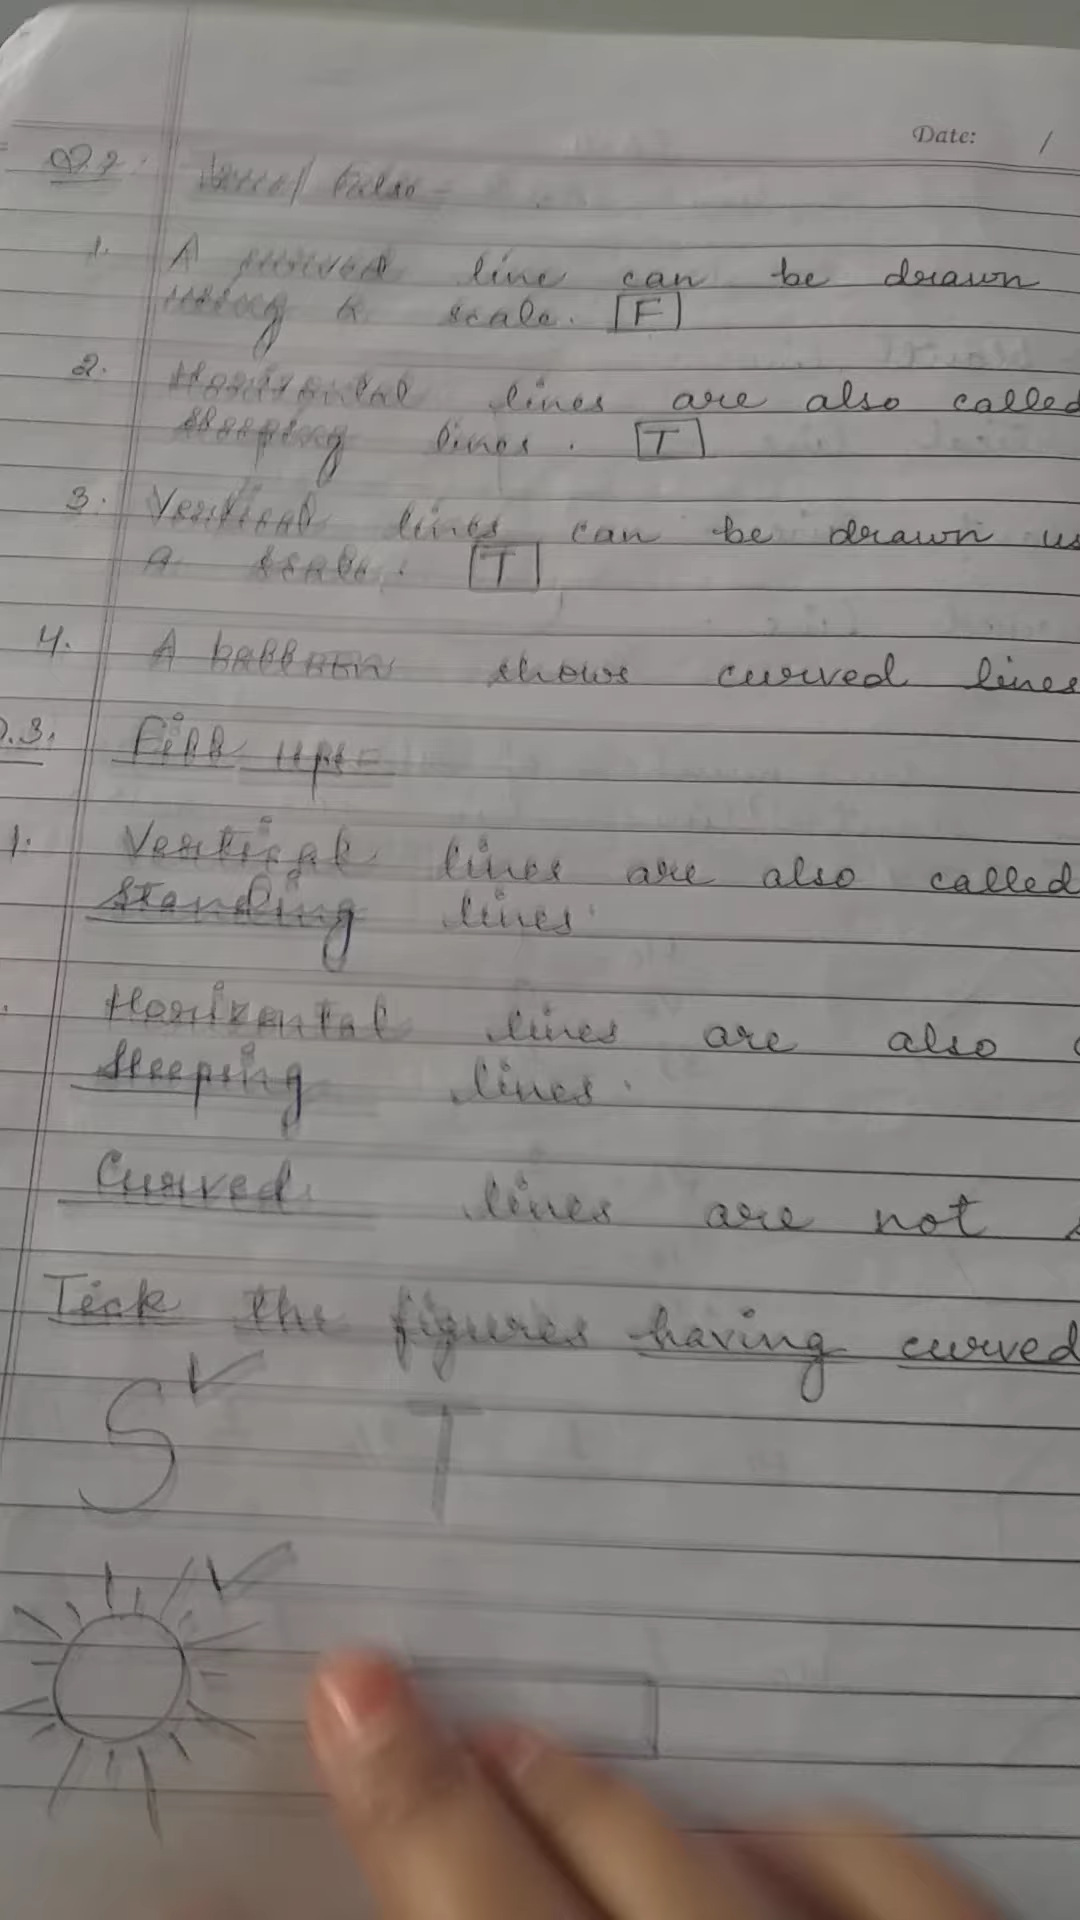 Date: /
Q.2. True/False-
1. A curved line can be drawn
using a scale. F
2. Horizontal lines are also called
sleeping lines. T
3. Vertical lines can be drawn us
a scale. T
4. A balloon shows curved lines
Q.3. Fill ups-
1. Vertical lines are also called
Standing lines.
Horizontal lines are also
Sleeping lines.
Curved lines are not
Tick the figures having curved
S T